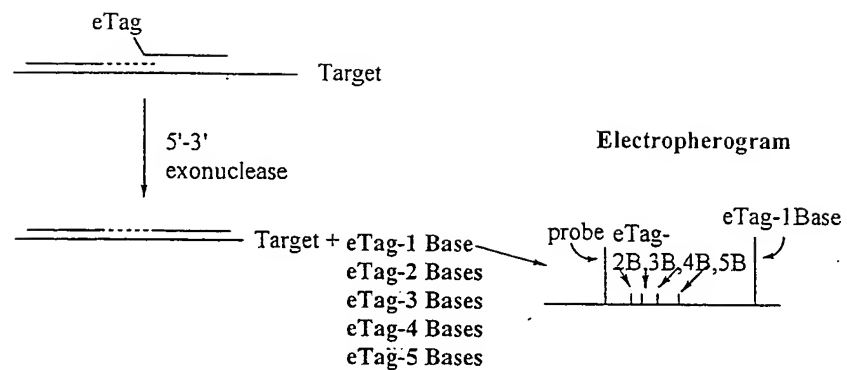 eTag
Target
5'-3'
exonuclease
Target + eTag-1 Base
eTag-2 Bases
eTag-3 Bases
eTag-4 Bases
eTag-5 Bases
Electropherogram
probe eTag-
2B,3B,4B,5B
eTag-1Base